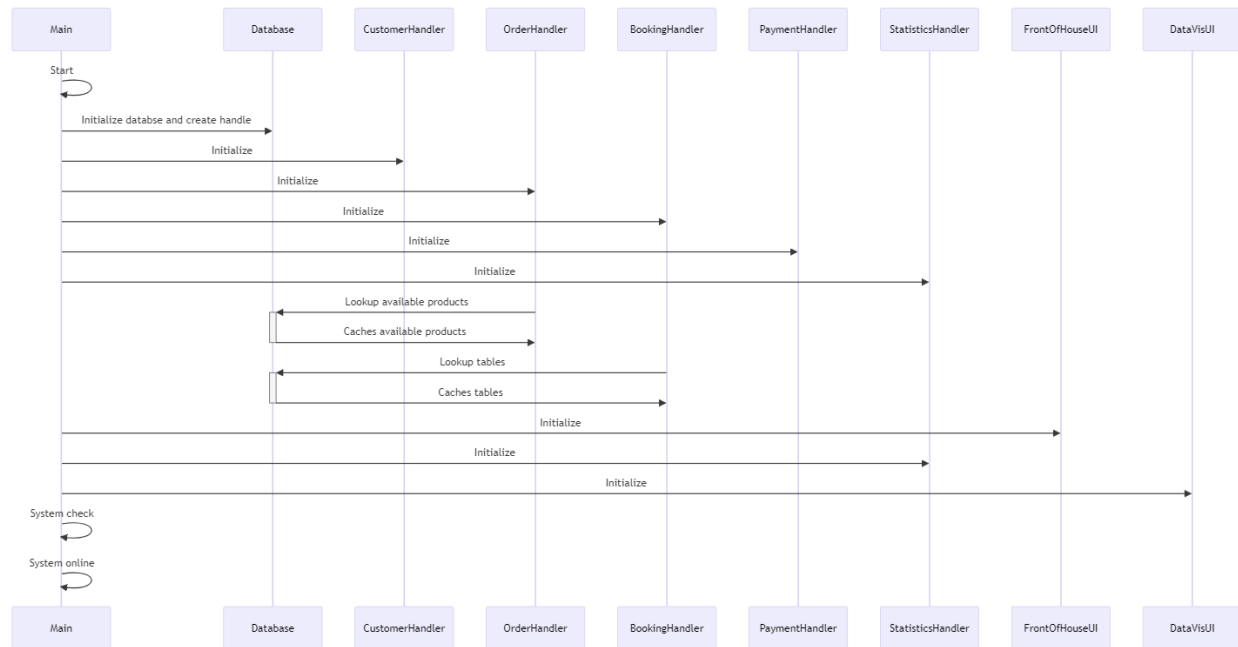 Main Database CustomerHandler OrderHandler BookingHandler PaymentHandler StatisticsHandler FrontOfHouseUI DataVisUI
Start
Initialize databse and create handle
Initialize
Initialize
Initialize
Initialize
Initialize
Lookup available products
Caches available products
Lookup tables
Caches tables
Initialize
Initialize
Initialize
System check
System online
Main Database CustomerHandler OrderHandler BookingHandler PaymentHandler StatisticsHandler FrontOfHouseUI DataVisUI